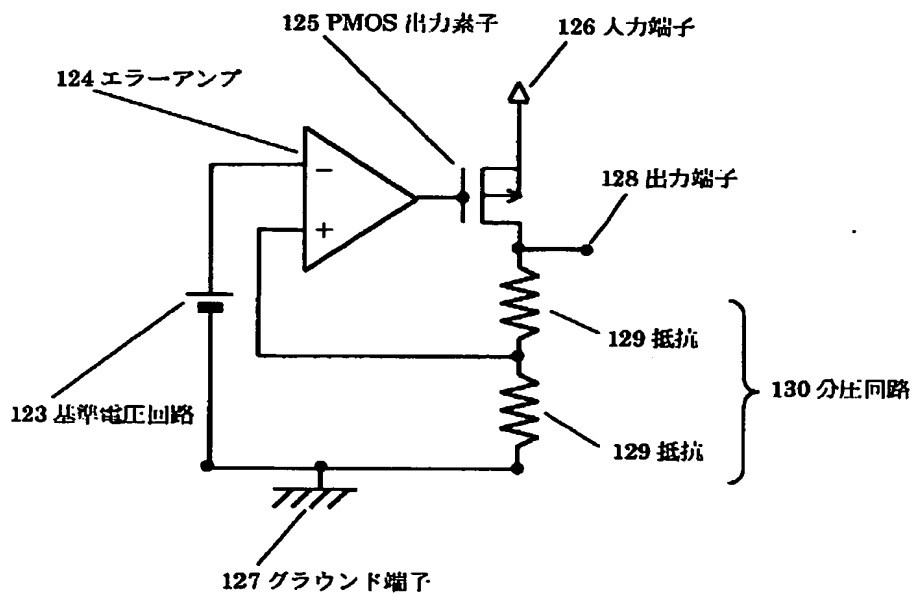 125 PMOS 出力素子
126 入力端子
124 エラーアンプ
128 出力端子
−
+
129 抵抗
130 分圧回路
123 基準電圧回路
129 抵抗
127 グラウンド端子